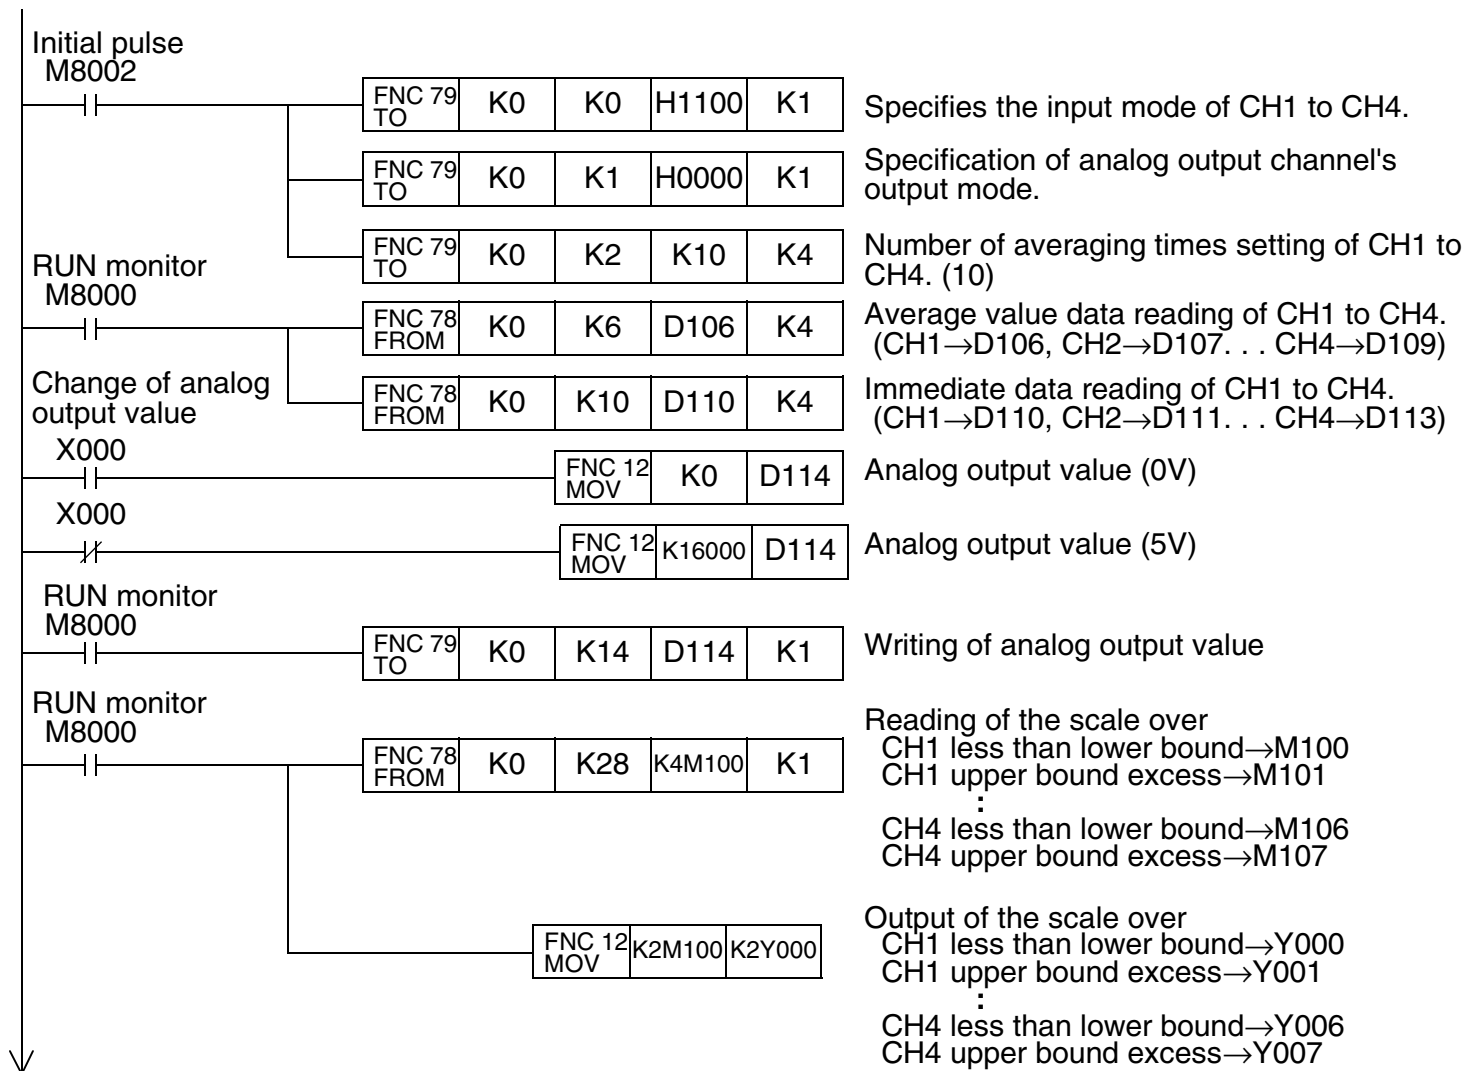 Initial pulse
M8002
FNC 79 TO K0 K0 H1100 K1
Specifies the input mode of CH1 to CH4.
FNC 79 TO K0 K1 H0000 K1
Specification of analog output channel's
output mode.
FNC 79 TO K0 K2 K10 K4
Number of averaging times setting of CH1 to
CH4. (10)
RUN monitor
M8000
FNC 78 FROM K0 K6 D106 K4
Average value data reading of CH1 to CH4.
(CH1→D106, CH2→D107. . . CH4→D109)
FNC 78 FROM K0 K10 D110 K4
Immediate data reading of CH1 to CH4.
(CH1→D110, CH2→D111. . . CH4→D113)
Change of analog
output value
X000
FNC 12 MOV K0 D114
Analog output value (0V)
X000
FNC 12 MOV K16000 D114
Analog output value (5V)
RUN monitor
M8000
FNC 79 TO K0 K14 D114 K1
Writing of analog output value
RUN monitor
M8000
FNC 78 FROM K0 K28 K4M100 K1
Reading of the scale over
CH1 less than lower bound→M100
CH1 upper bound excess→M101
:
CH4 less than lower bound→M106
CH4 upper bound excess→M107
FNC 12 MOV K2M100 K2Y000
Output of the scale over
CH1 less than lower bound→Y000
CH1 upper bound excess→Y001
:
CH4 less than lower bound→Y006
CH4 upper bound excess→Y007